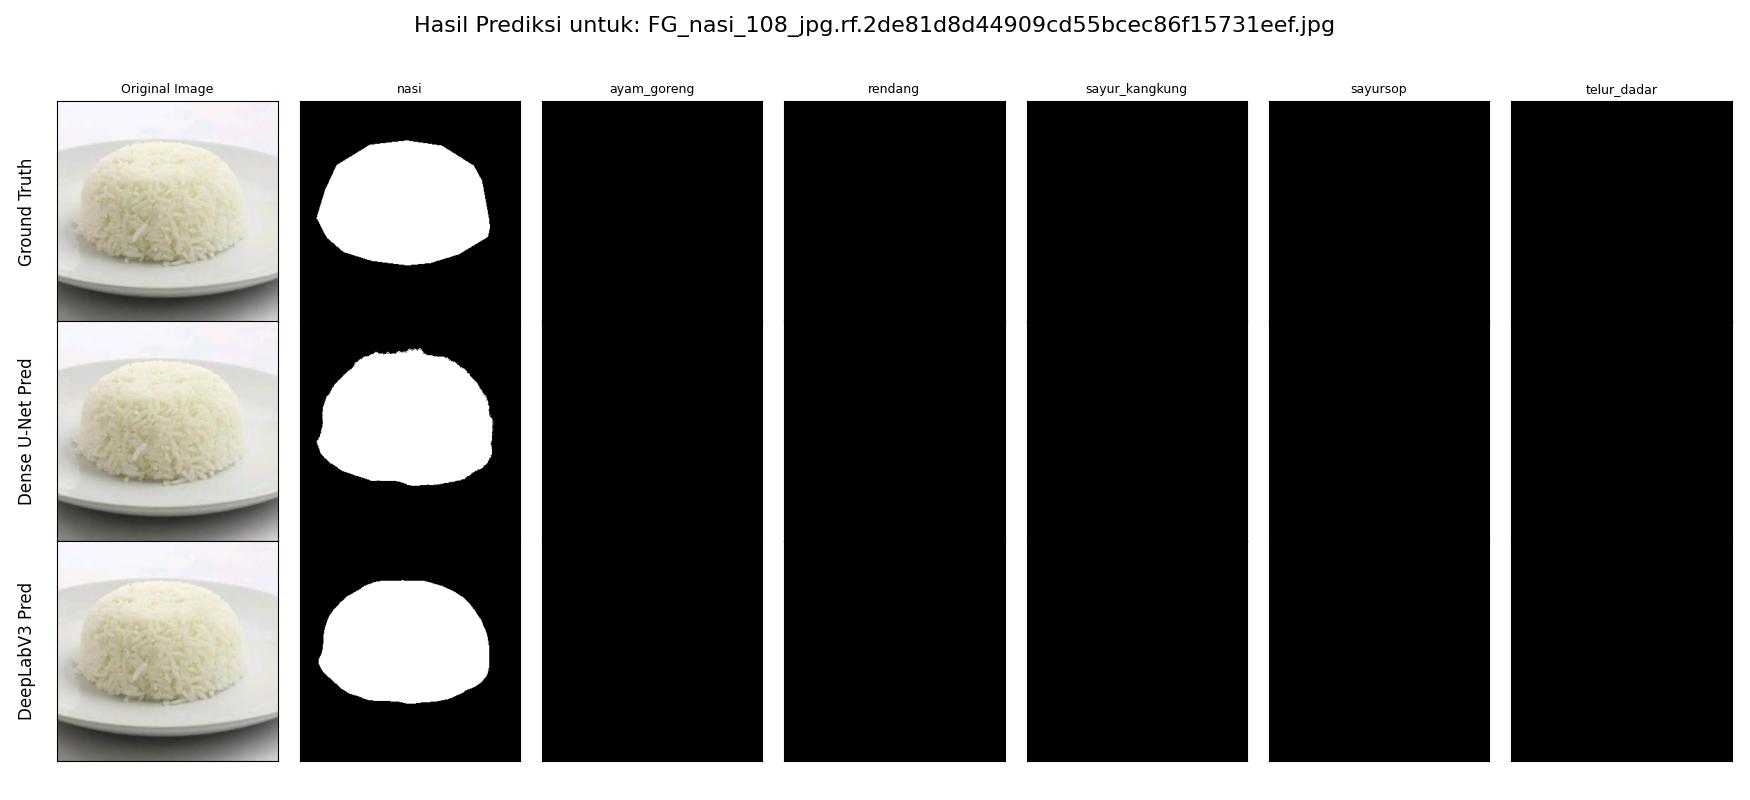 Hasil Prediksi untuk: FG_nasi_108_jpg.rf.2de81d8d44909cd55bcec86f15731eef.jpg
Original Image
nasi
ayam_goreng
rendang
sayur_kangkung
sayursop
telur_dadar
Ground Truth
Dense U-Net Pred
DeepLabV3 Pred